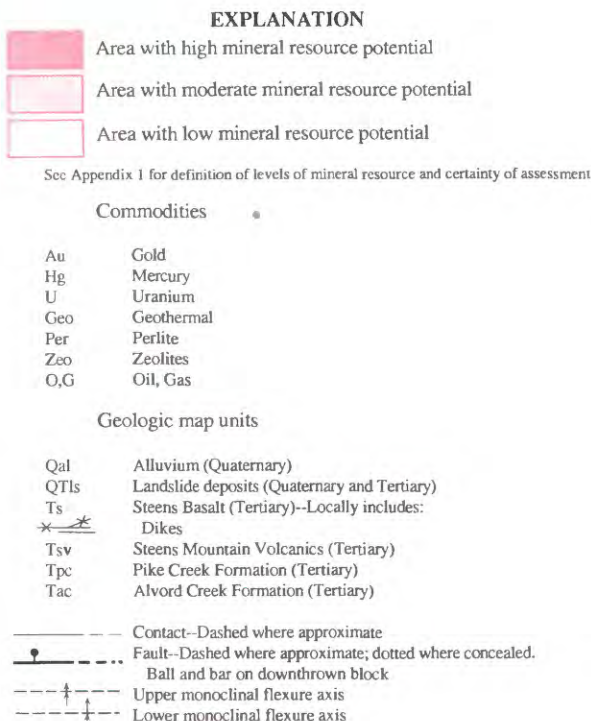 EXPLANATION
Area with high mineral resource potential
Area with moderate mineral resource potential
Area with low mineral resource potential
See Appendix 1 for definition of levels of mineral resource and certainty of assessment
Commodities
Au Gold
Hg Mercury
U Uranium
Geo Geothermal
Per Perlite
Zeo Zeolites
O,G Oil, Gas
Geologic map units
Qal Alluvium (Quaternary)
QTls Landslide deposits (Quaternary and Tertiary)
Ts Steens Basalt (Tertiary)--Locally includes:
Dikes
Tsv Steens Mountain Volcanics (Tertiary)
Tpc Pike Creek Formation (Tertiary)
Tac Alvord Creek Formation (Tertiary)
Contact--Dashed where approximate
Fault--Dashed where approximate; dotted where concealed.
Ball and bar on downthrown block
Upper monoclinal flexure axis
Lower monoclinal flexure axis